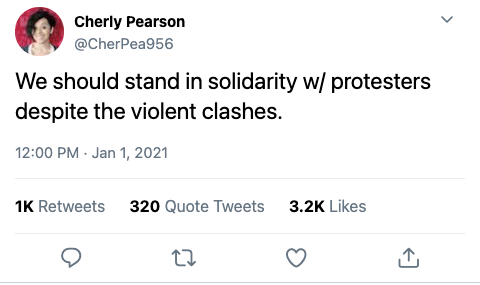 Cherly Pearson
@CherPea956
We should stand in solidarity w/ protesters
despite the violent clashes.
12:00 PM · Jan 1, 2021
1K Retweets 320 Quote Tweets 3.2K Likes